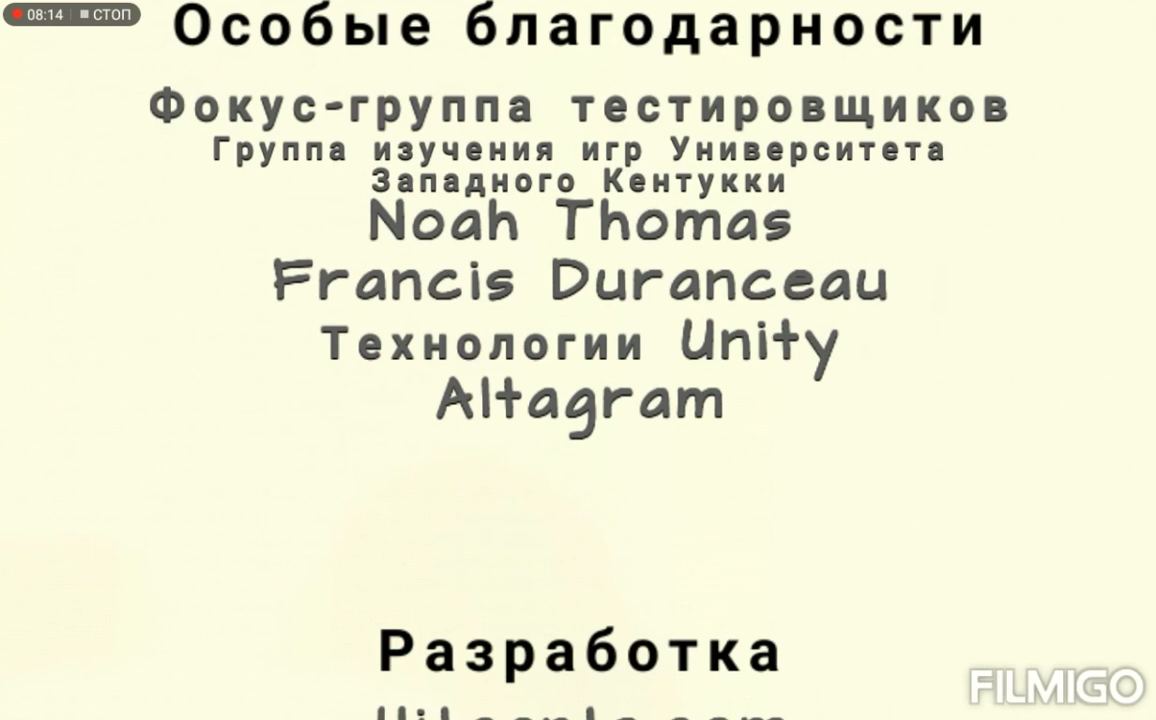 08:14 СТОП
Особые благодарности
Фокус-группа тестировщиков
Группа изучения игр Университета
Западного Кентукки
Noah Thomas
Francis Duranceau
Технологии Unity
Altagram
Разработка
FILMIGO